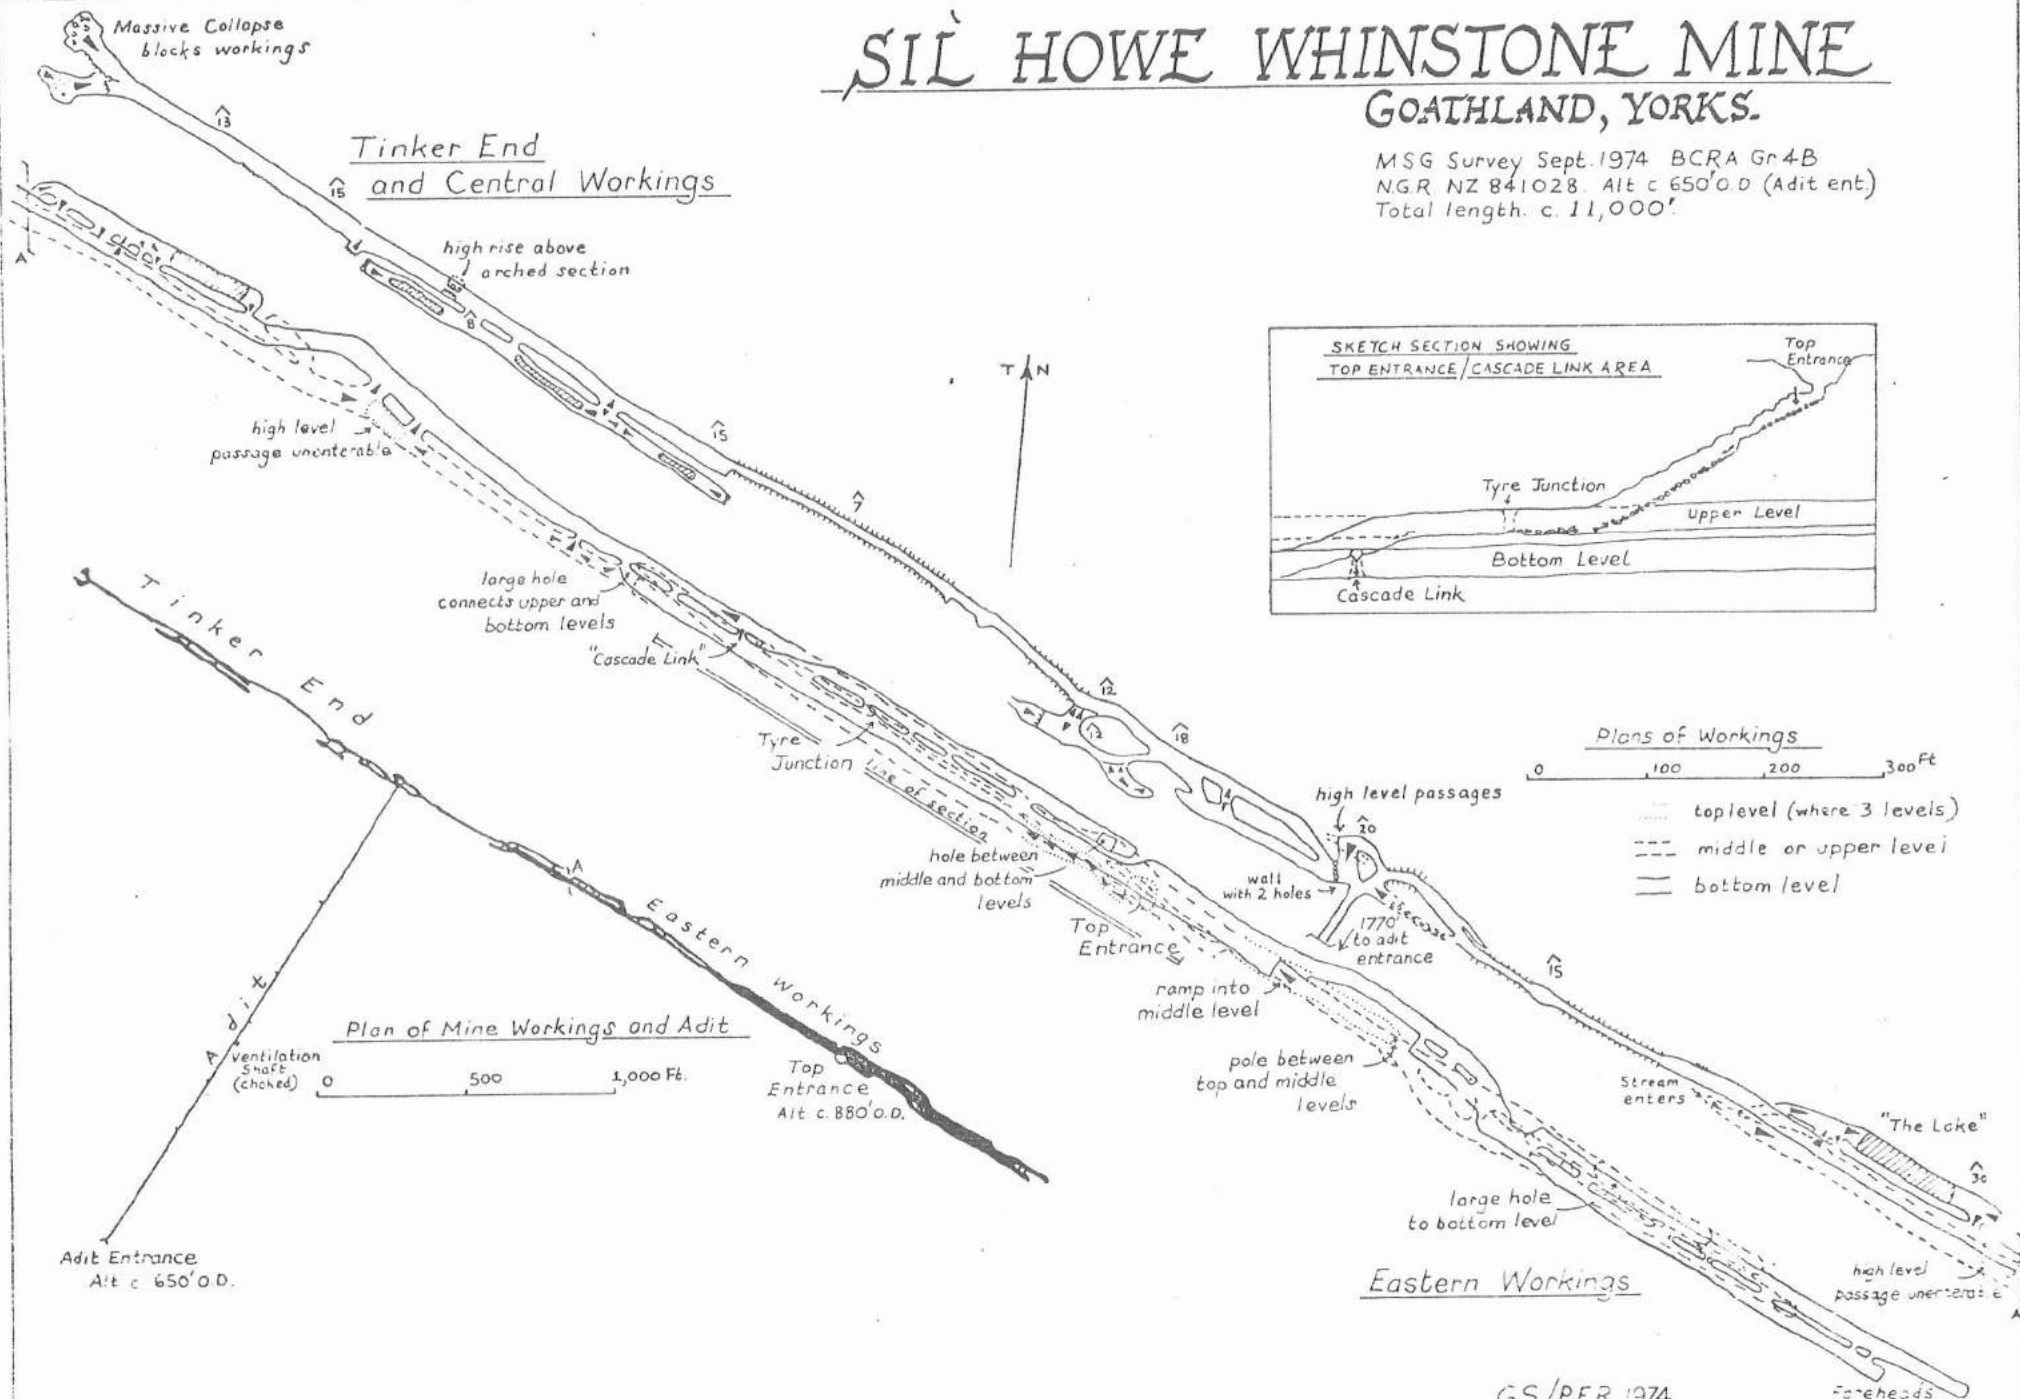 SIL HOWE WHINSTONE MINE
GOATHLAND, YORKS.
MSG Survey Sept. 1974 BCRA Gr 4B
N.G.R NZ 841028. Alt c 650'O.D (Adit ent.)
Total length. c. 11,000'.
Massive Collapse
blocks workings
13
Tinker End
and Central Workings
15
A
high rise above
arched section
8
15
7
high level
passage unenterable
T N
SKETCH SECTION SHOWING
TOP ENTRANCE/CASCADE LINK AREA
Top
Entrance
Tyre Junction
Upper Level
Bottom Level
Cascade Link
large hole
connects upper and
bottom levels
"Cascade Link"
Tyre
Junction
line of section
hole between
middle and bottom
levels
Top
Entrance
12
12
18
high level passages
20
wall
with 2 holes
1770'
to adit
entrance
15
Plans of Workings
0 100 200 300 Ft
top level (where 3 levels)
middle or upper level
bottom level
ramp into
middle level
pole between
top and middle
levels
Stream
enters
"The Lake"
30
large hole
to bottom level
high level
passage unenterable
A
Eastern Workings
Foreheads
GS/PFR 1974
Tinker End
A
Eastern Workings
Adit
Ventilation
Shaft
(choked)
Plan of Mine Workings and Adit
0 500 1,000 Ft.
Top
Entrance
Alt c. 880'O.D.
Adit Entrance
Alt c 650'O.D.